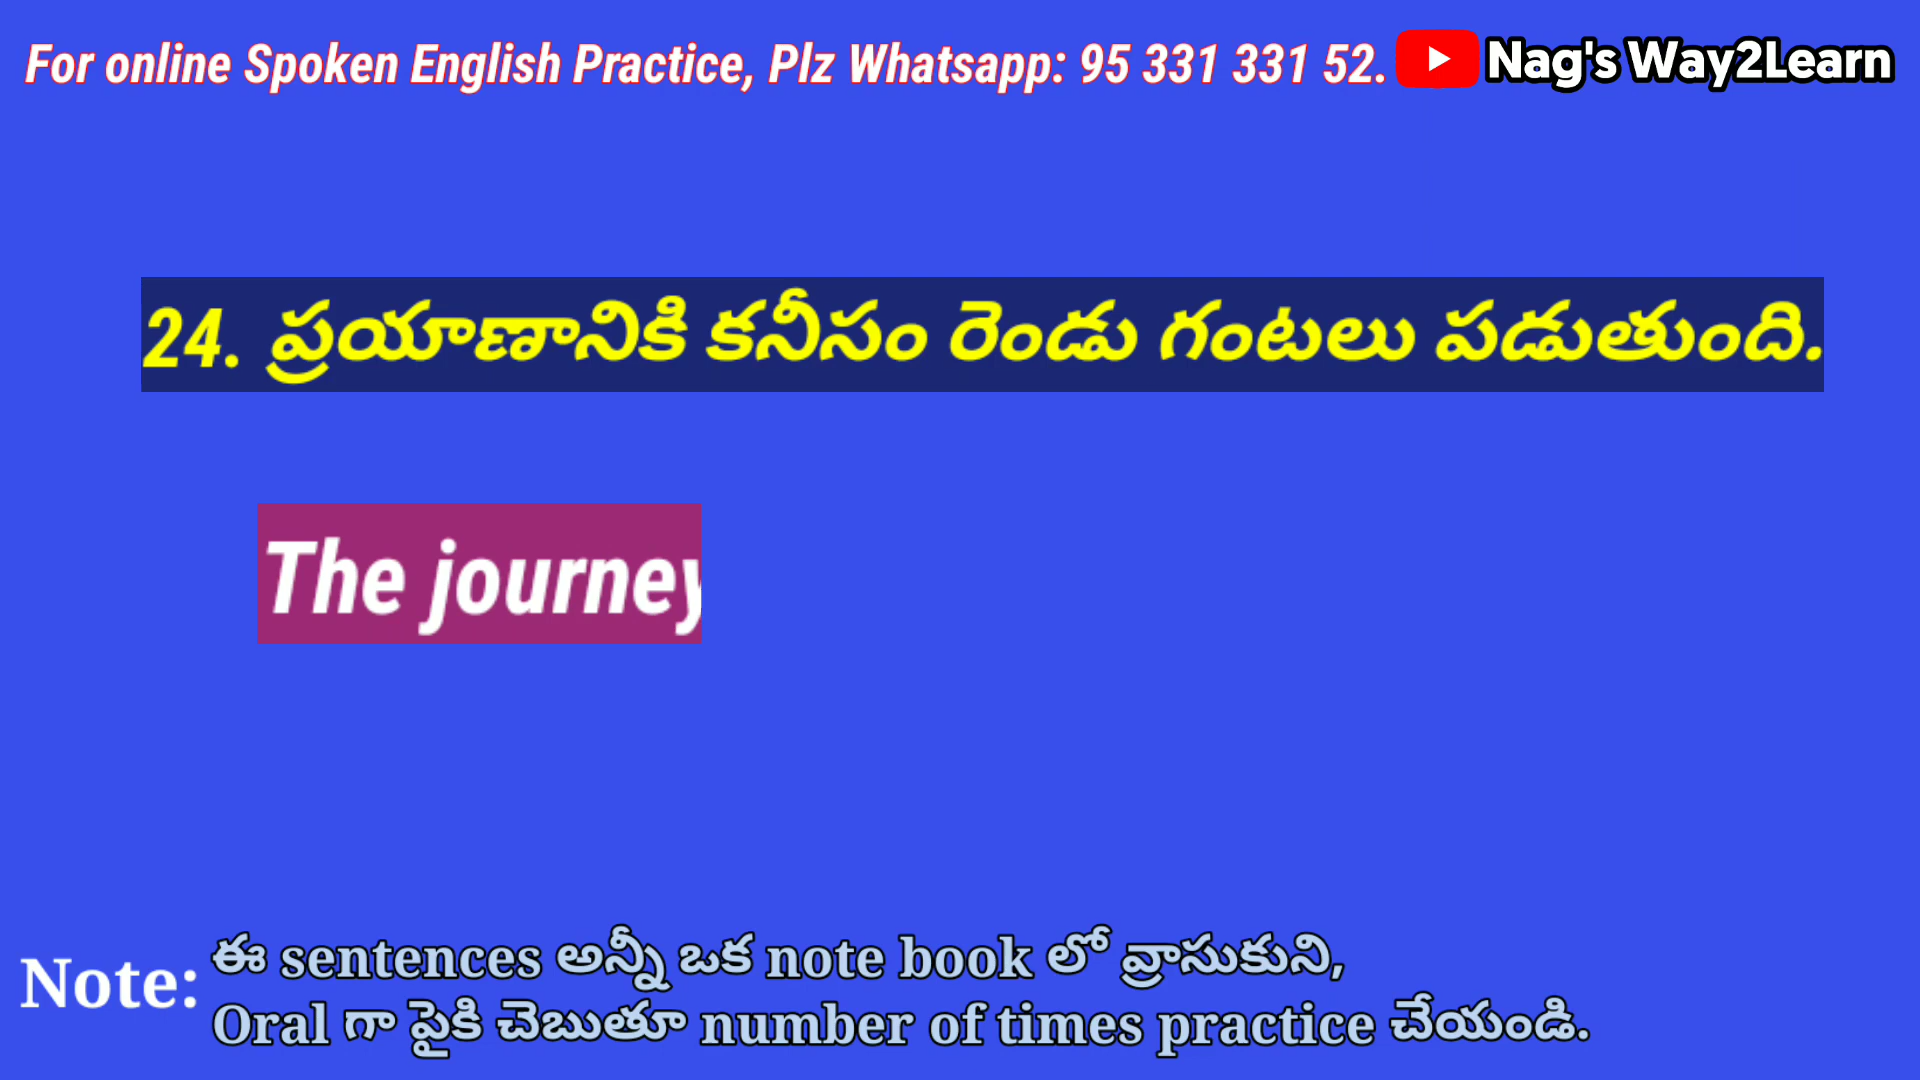 For online Spoken English Practice, Plz Whatsapp: 95 331 331 52. Nag's Way2Learn
24. ప్రయాణానికి కనీసం రెండు గంటలు పడుతుంది.
The journey
Note: ఈ sentences అన్నీ ఒక note book లో వ్రాసుకుని,
Oral గా పైకి చెబుతూ number of times practice చేయండి.